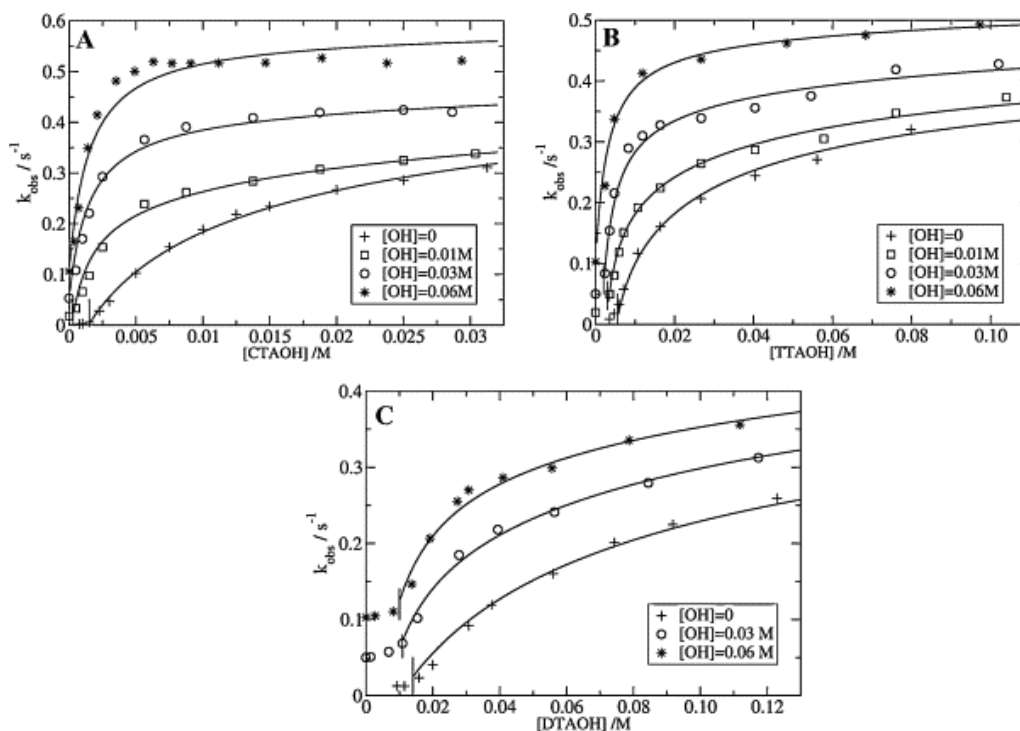 A
0.6
0.5
0.4
0.3
0.2
0.1
0
k_obs / s^-1
0 0.005 0.01 0.015 0.02 0.025 0.03
[CTAOH] /M
[OH]=0
[OH]=0.01M
[OH]=0.03M
[OH]=0.06M
B
0.5
0.4
0.3
0.2
0.1
0
k_obs / s^-1
0 0.02 0.04 0.06 0.08 0.1
[TTAOH] /M
[OH]=0
[OH]=0.01M
[OH]=0.03M
[OH]=0.06M
C
0.4
0.3
0.2
0.1
0
k_obs / s^-1
0 0.02 0.04 0.06 0.08 0.10 0.12
[DTAOH] /M
[OH]=0
[OH]=0.03 M
[OH]=0.06 M